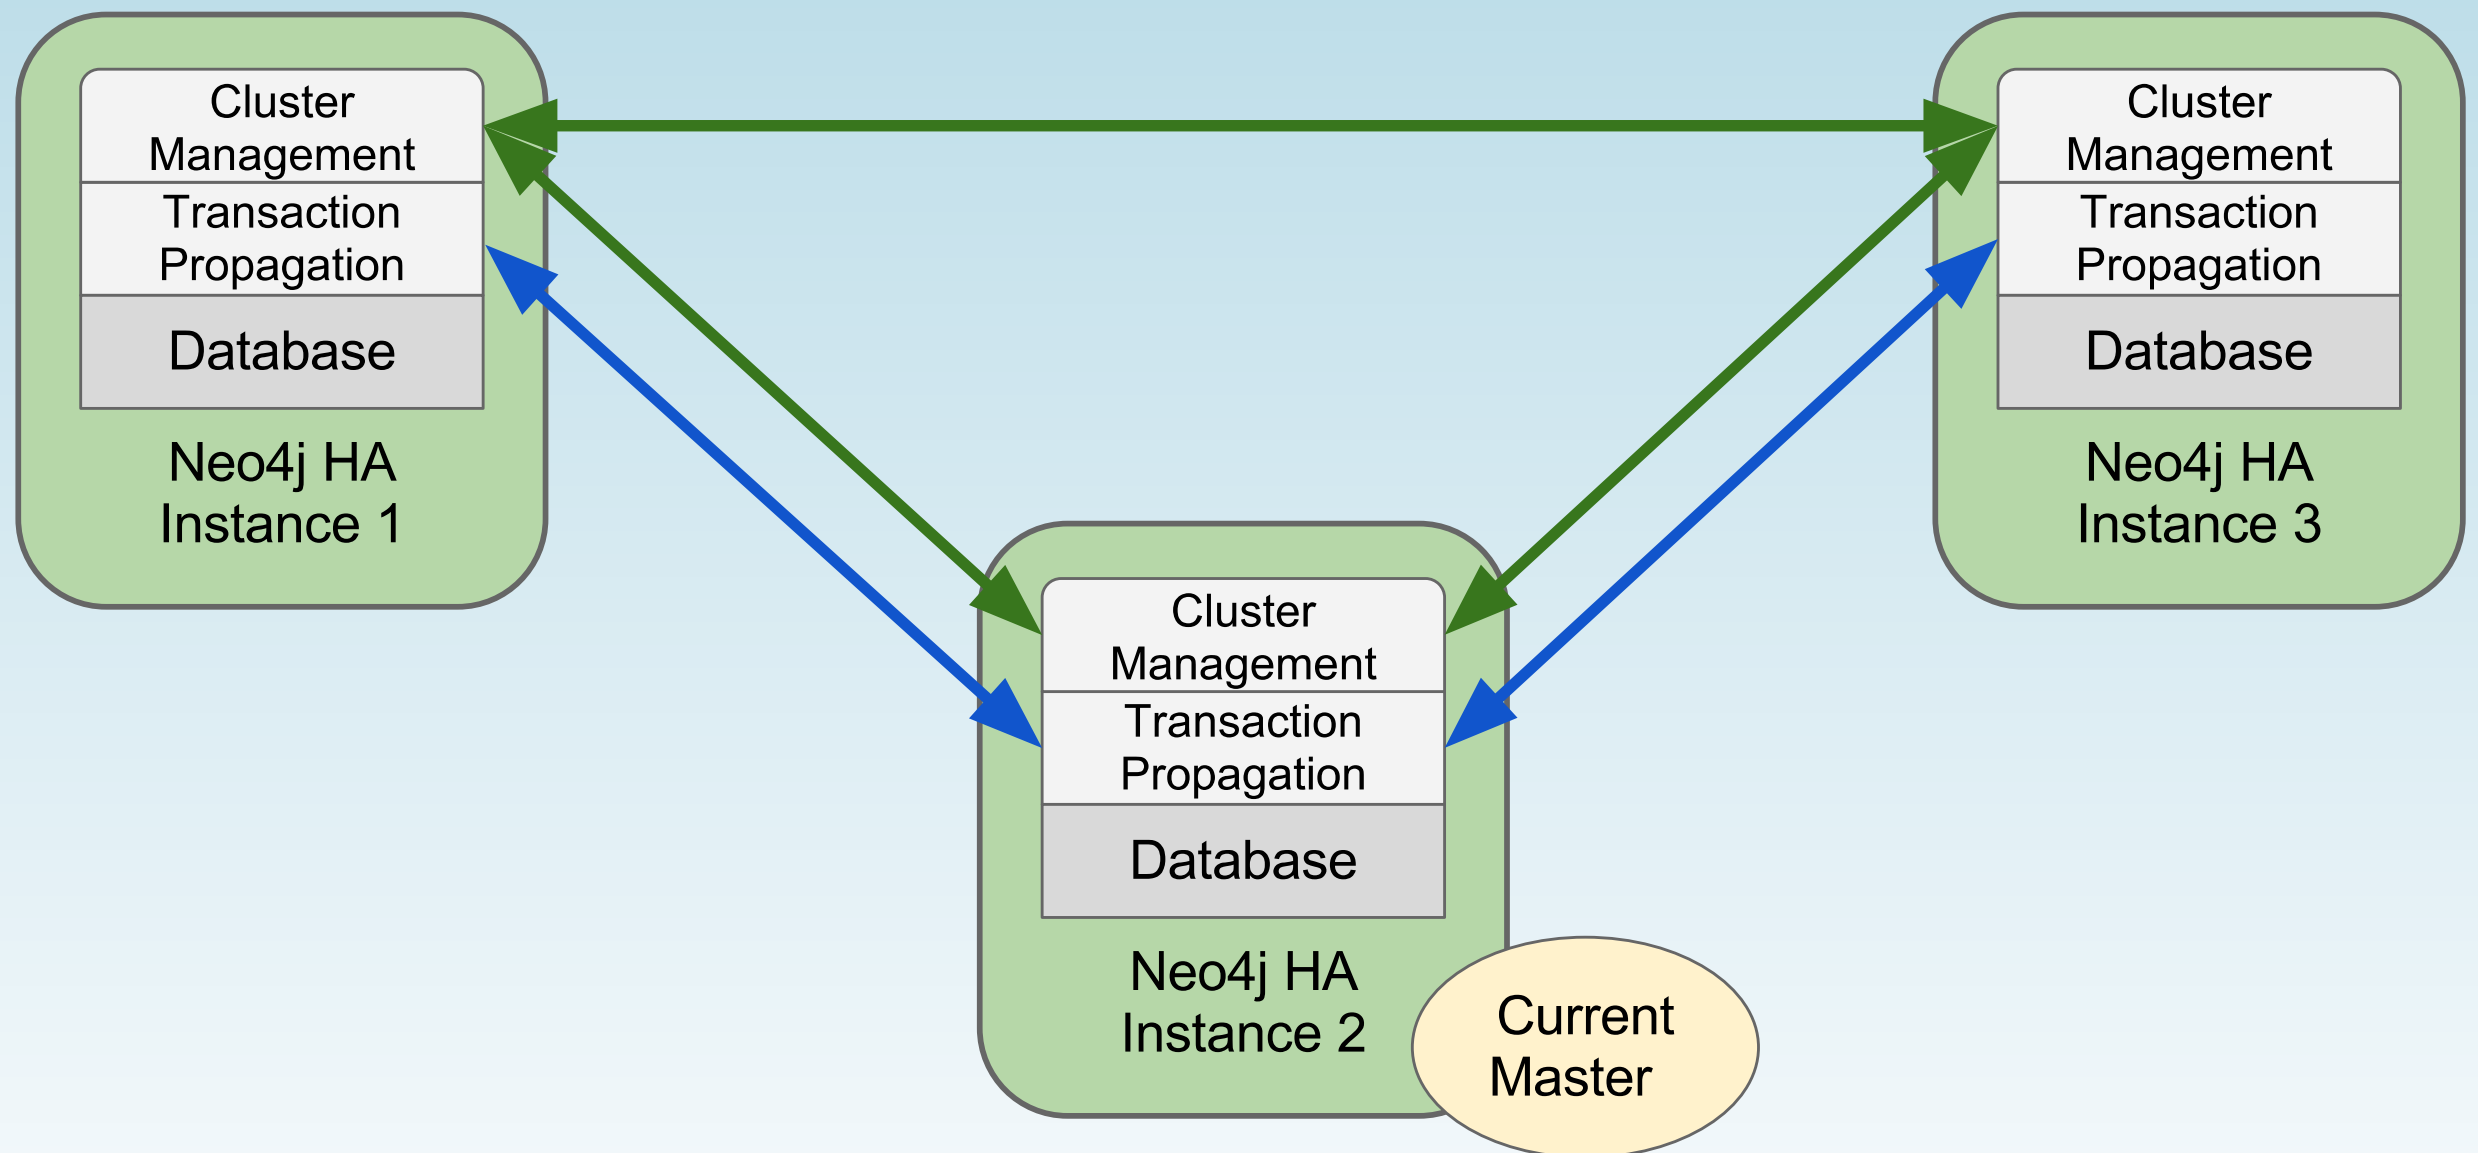 Cluster
Management
Transaction
Propagation
Database
Neo4j HA
Instance 1
Cluster
Management
Transaction
Propagation
Database
Neo4j HA
Instance 3
Cluster
Management
Transaction
Propagation
Database
Neo4j HA
Instance 2
Current
Master